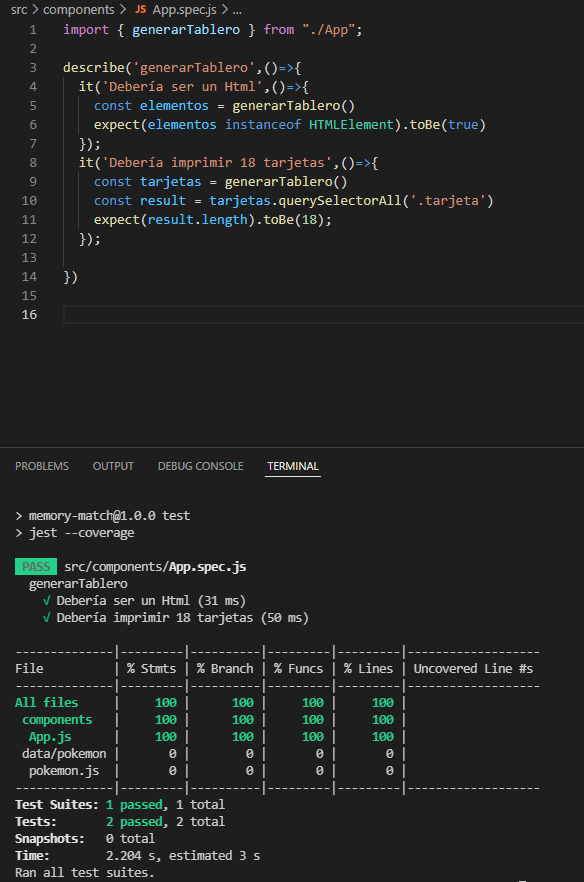 src > components > JS App.spec.js > ...
1 import { generarTablero } from "./App";
2
3 describe('generarTablero',()=>{
4 it('Debería ser un Html',()=>{
5 const elementos = generarTablero()
6 expect(elementos instanceof HTMLElement).toBe(true)
7 });
8 it('Debería imprimir 18 tarjetas',()=>{
9 const tarjetas = generarTablero()
10 const result = tarjetas.querySelectorAll('.tarjeta')
11 expect(result.length).toBe(18);
12 });
13
14 })
15
16
PROBLEMS OUTPUT DEBUG CONSOLE TERMINAL
> memory-match@1.0.0 test
> jest --coverage
PASS src/components/App.spec.js
generarTablero
√ Debería ser un Html (31 ms)
√ Debería imprimir 18 tarjetas (50 ms)
--------------|---------|----------|---------|---------|-------------------
File | % Stmts | % Branch | % Funcs | % Lines | Uncovered Line #s
--------------|---------|----------|---------|---------|-------------------
All files | 100 | 100 | 100 | 100 |
components | 100 | 100 | 100 | 100 |
App.js | 100 | 100 | 100 | 100 |
data/pokemon | 0 | 0 | 0 | 0 |
pokemon.js | 0 | 0 | 0 | 0 |
--------------|---------|----------|---------|---------|-------------------
Test Suites: 1 passed, 1 total
Tests: 2 passed, 2 total
Snapshots: 0 total
Time: 2.204 s, estimated 3 s
Ran all test suites.